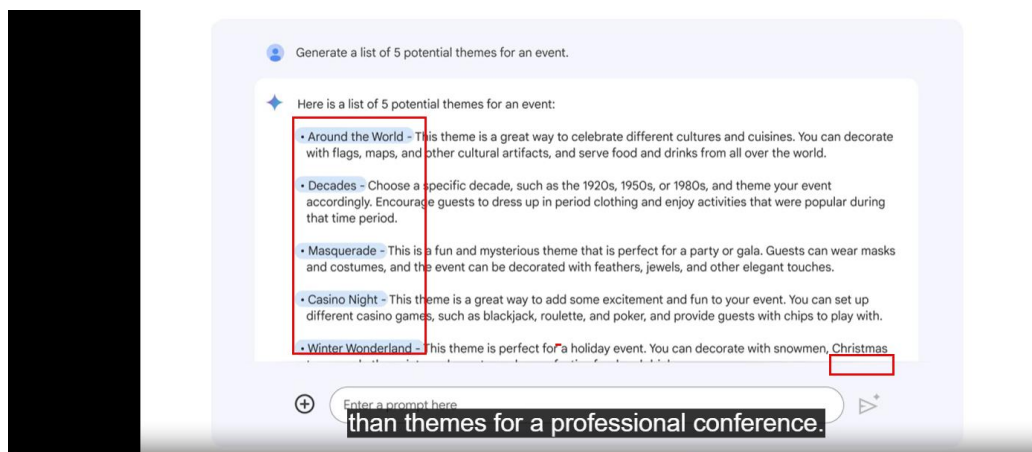 Generate a list of 5 potential themes for an event.
Here is a list of 5 potential themes for an event:
• Around the World - This theme is a great way to celebrate different cultures and cuisines. You can decorate
with flags, maps, and other cultural artifacts, and serve food and drinks from all over the world.
• Decades - Choose a specific decade, such as the 1920s, 1950s, or 1980s, and theme your event
accordingly. Encourage guests to dress up in period clothing and enjoy activities that were popular during
that time period.
• Masquerade - This is a fun and mysterious theme that is perfect for a party or gala. Guests can wear masks
and costumes, and the event can be decorated with feathers, jewels, and other elegant touches.
• Casino Night - This theme is a great way to add some excitement and fun to your event. You can set up
different casino games, such as blackjack, roulette, and poker, and provide guests with chips to play with.
• Winter Wonderland - This theme is perfect for a holiday event. You can decorate with snowmen, Christmas
Enter a prompt here
than themes for a professional conference.